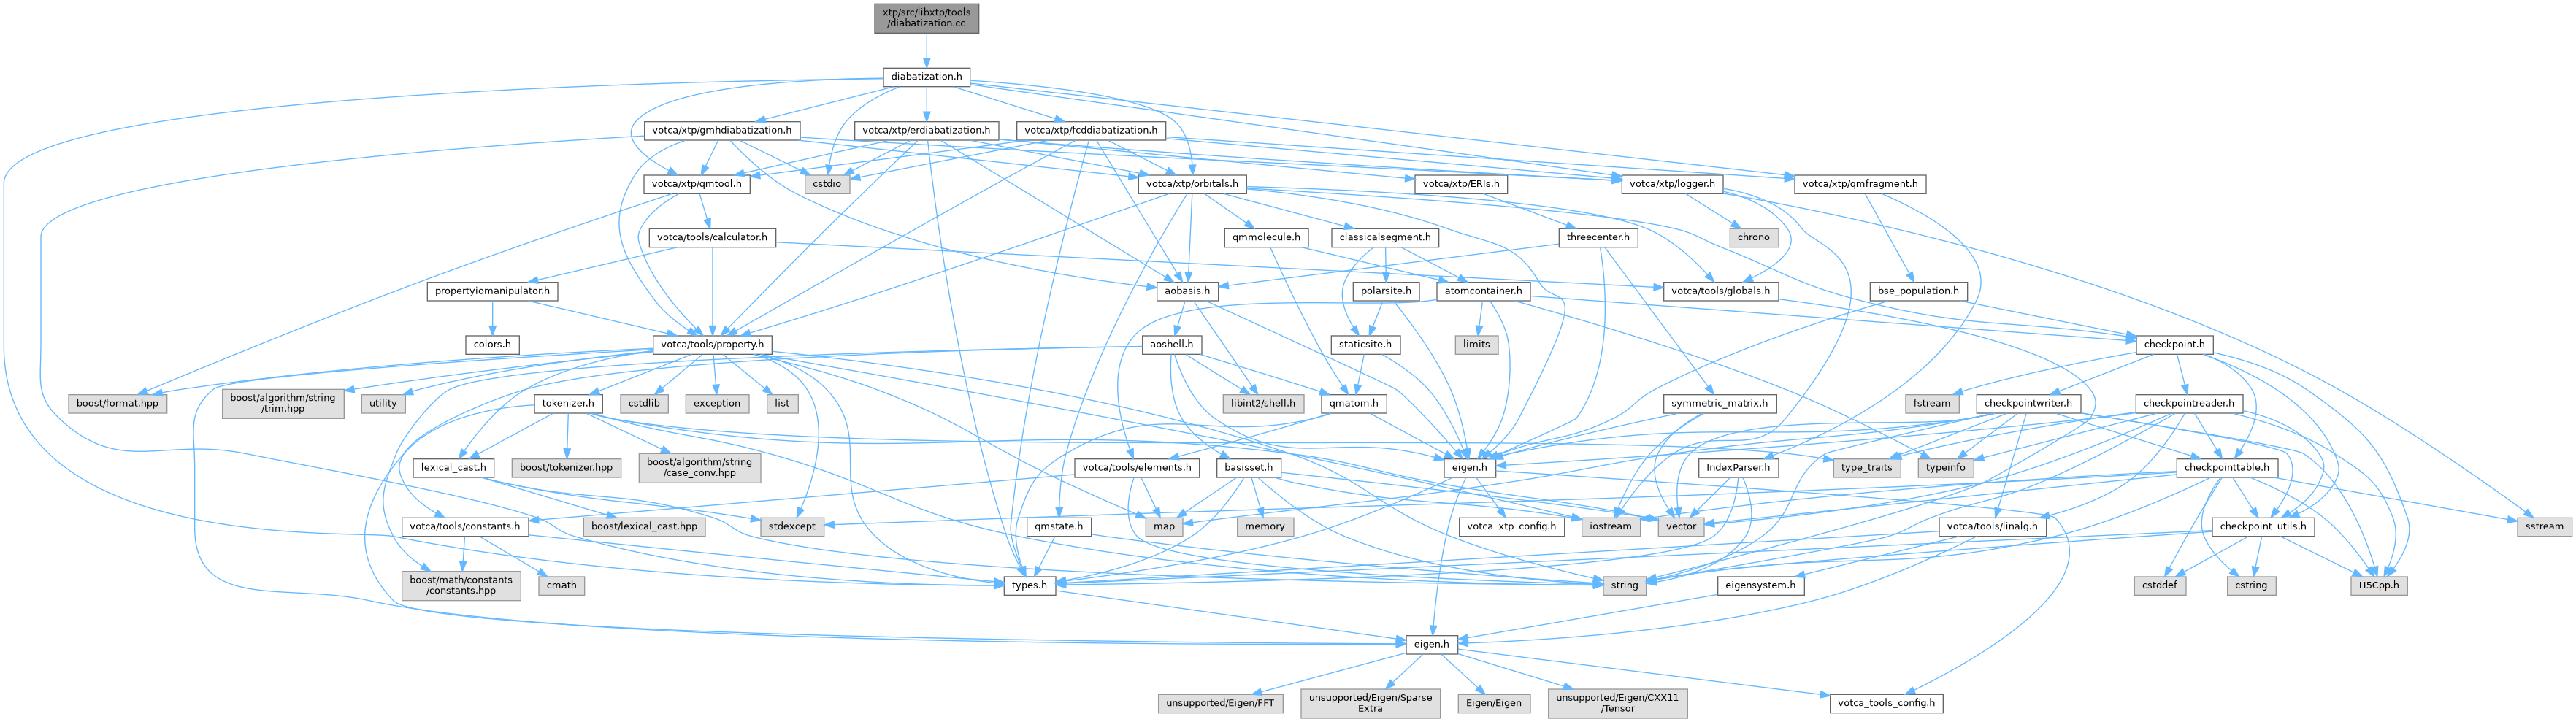 xtp/src/libxtp/tools
/diabatization.cc
diabatization.h
votca/xtp/gmhdiabatization.h
votca/xtp/erdiabatization.h
votca/xtp/fcddiabatization.h
votca/xtp/qmtool.h
cstdio
votca/xtp/orbitals.h
votca/xtp/ERIs.h
votca/xtp/logger.h
votca/xtp/qmfragment.h
votca/tools/calculator.h
qmmolecule.h
classicalsegment.h
threecenter.h
chrono
propertyiomanipulator.h
aobasis.h
polarsite.h
atomcontainer.h
votca/tools/globals.h
bse_population.h
colors.h
votca/tools/property.h
aoshell.h
staticsite.h
limits
checkpoint.h
boost/format.hpp
boost/algorithm/string
/trim.hpp
utility
tokenizer.h
cstdlib
exception
list
libint2/shell.h
qmatom.h
symmetric_matrix.h
fstream
checkpointwriter.h
checkpointreader.h
lexical_cast.h
boost/tokenizer.hpp
boost/algorithm/string
/case_conv.hpp
votca/tools/elements.h
basisset.h
eigen.h
IndexParser.h
type_traits
typeinfo
checkpointtable.h
votca/tools/constants.h
boost/lexical_cast.hpp
stdexcept
qmstate.h
map
memory
votca_xtp_config.h
iostream
vector
votca/tools/linalg.h
checkpoint_utils.h
sstream
boost/math/constants
/constants.hpp
cmath
types.h
string
eigensystem.h
cstddef
cstring
H5Cpp.h
eigen.h
unsupported/Eigen/FFT
unsupported/Eigen/Sparse
Extra
Eigen/Eigen
unsupported/Eigen/CXX11
/Tensor
votca_tools_config.h